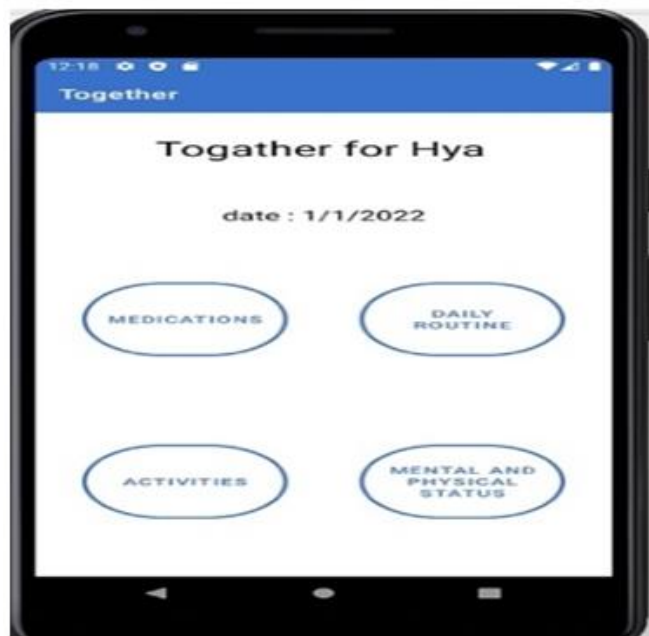 12:18
Together
Togather for Hya
date : 1/1/2022
MEDICATIONS
DAILY
ROUTINE
ACTIVITIES
MENTAL AND
PHYSICAL
STATUS